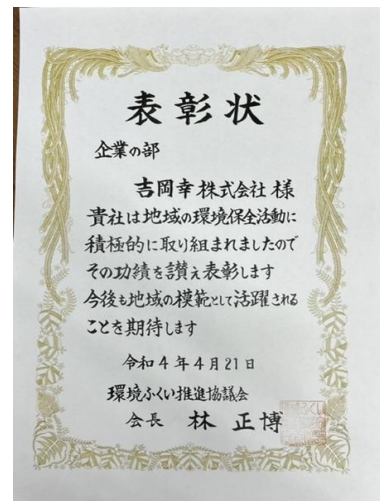 表彰状
企業の部
吉岡幸株式会社 様
貴社は地域の環境保全活動に
積極的に取り組まれましたので
その功績を讃え表彰します
今後も地域の模範として活躍される
ことを期待します
令和4年4月21日
環境ふくい推進協議会
会長 林 正博